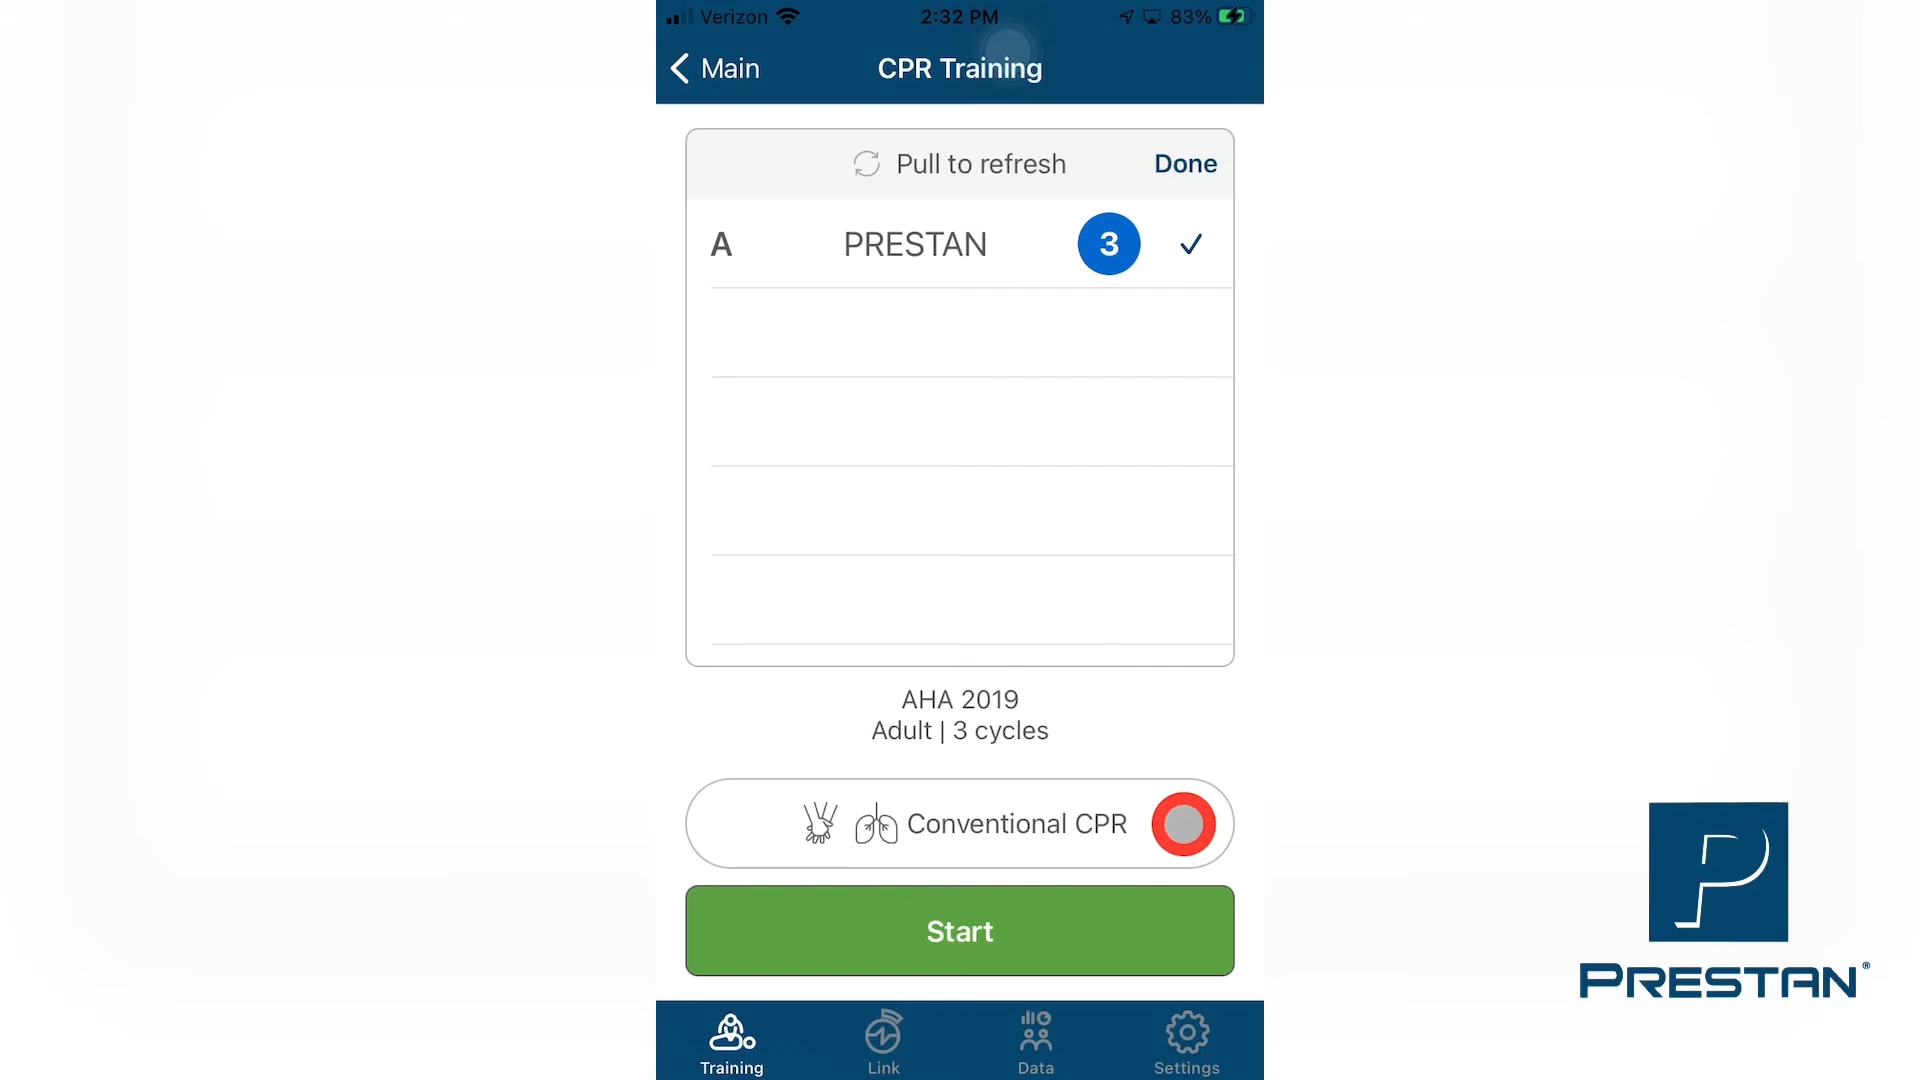 Verizon 2:32 PM 83%
Main CPR Training
Pull to refresh Done
A PRESTAN 3
AHA 2019
Adult | 3 cycles
Conventional CPR
Start
Training Link Data Settings
P
PRESTAN®